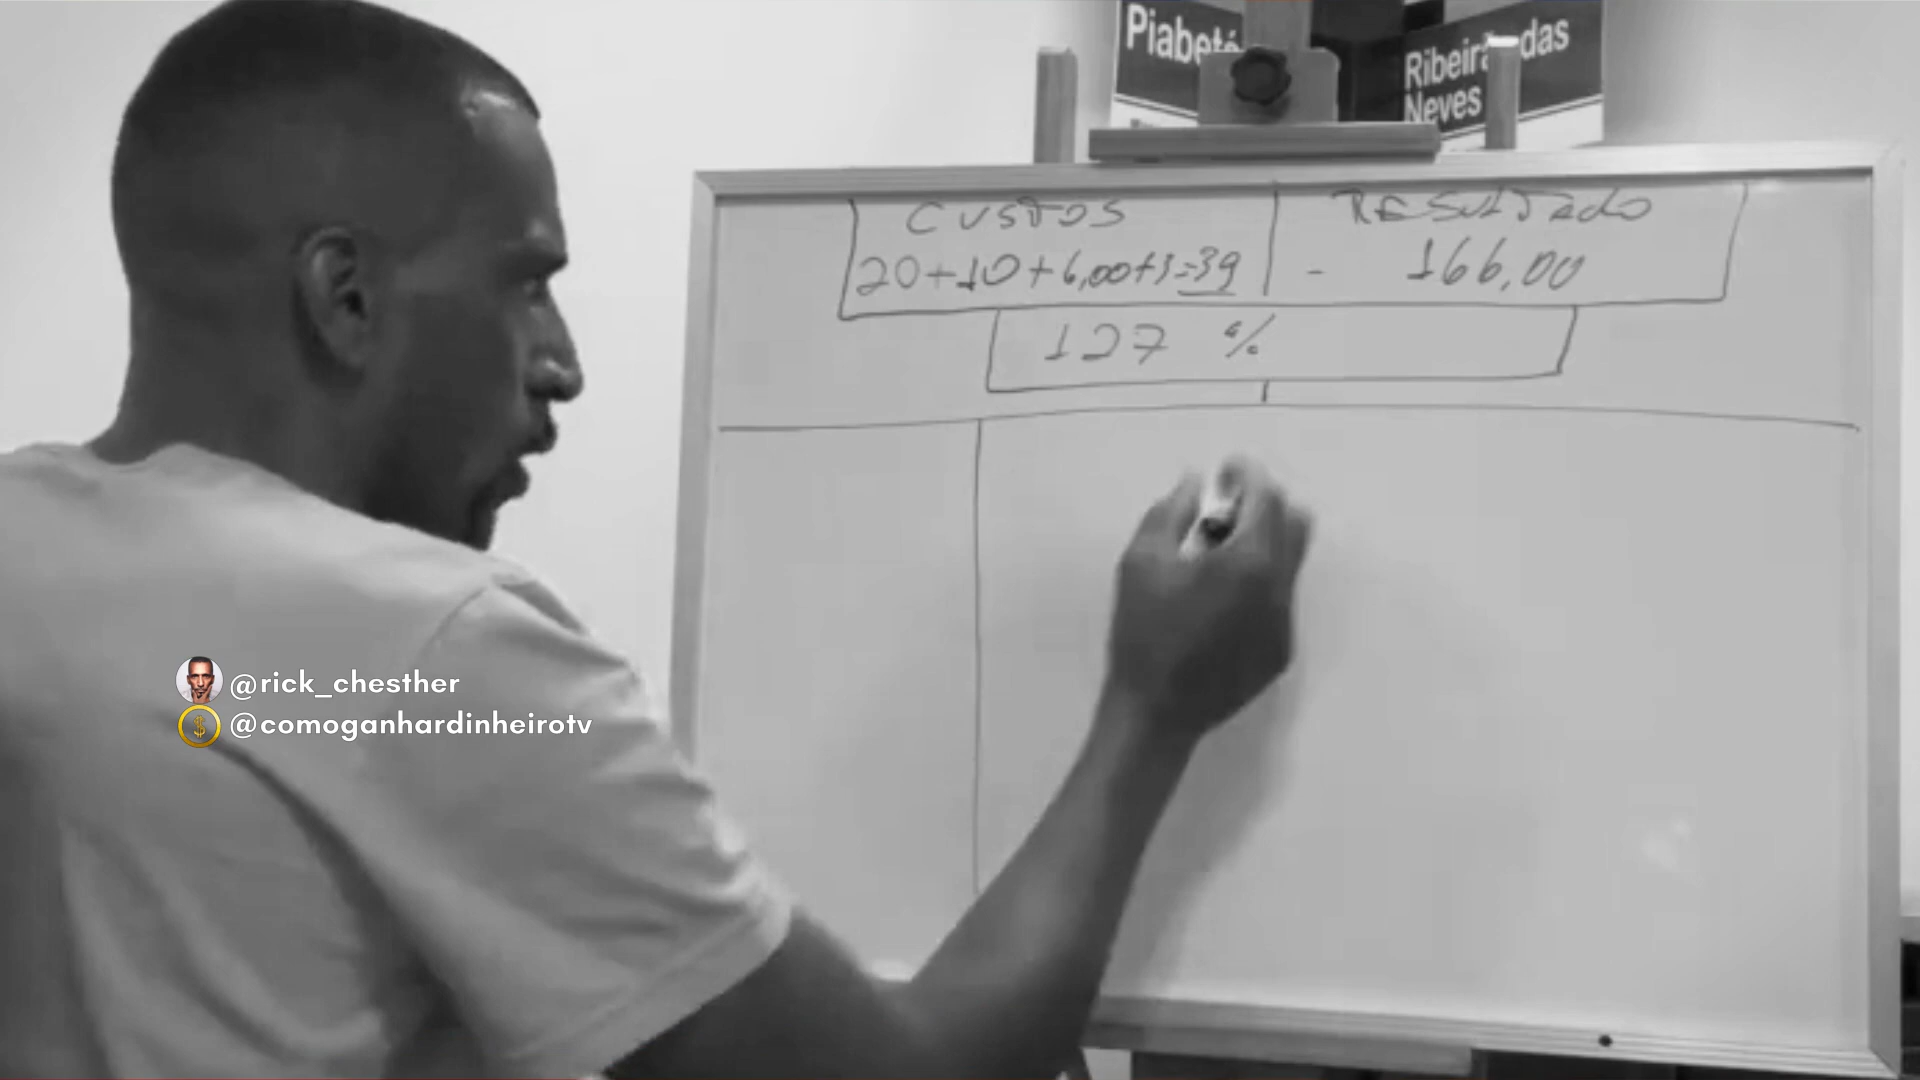 Piabetá
Ribeirão das
Neves
CUSTOS
RESULTADO
20+10+6,00+3=39
- 166,00
127 %
@rick_chesther
@comoganhardinheirotv